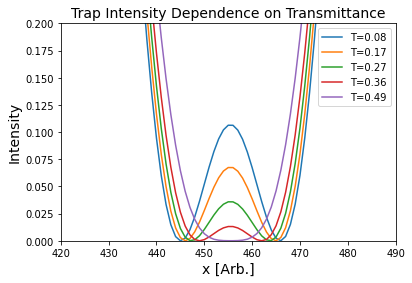 Trap Intensity Dependence on Transmittance
0.200
0.175
0.150
0.125
0.100
0.075
0.050
0.025
0.000
Intensity
T=0.08
T=0.17
T=0.27
T=0.36
T=0.49
420
430
440
450
460
470
480
490
x [Arb.]